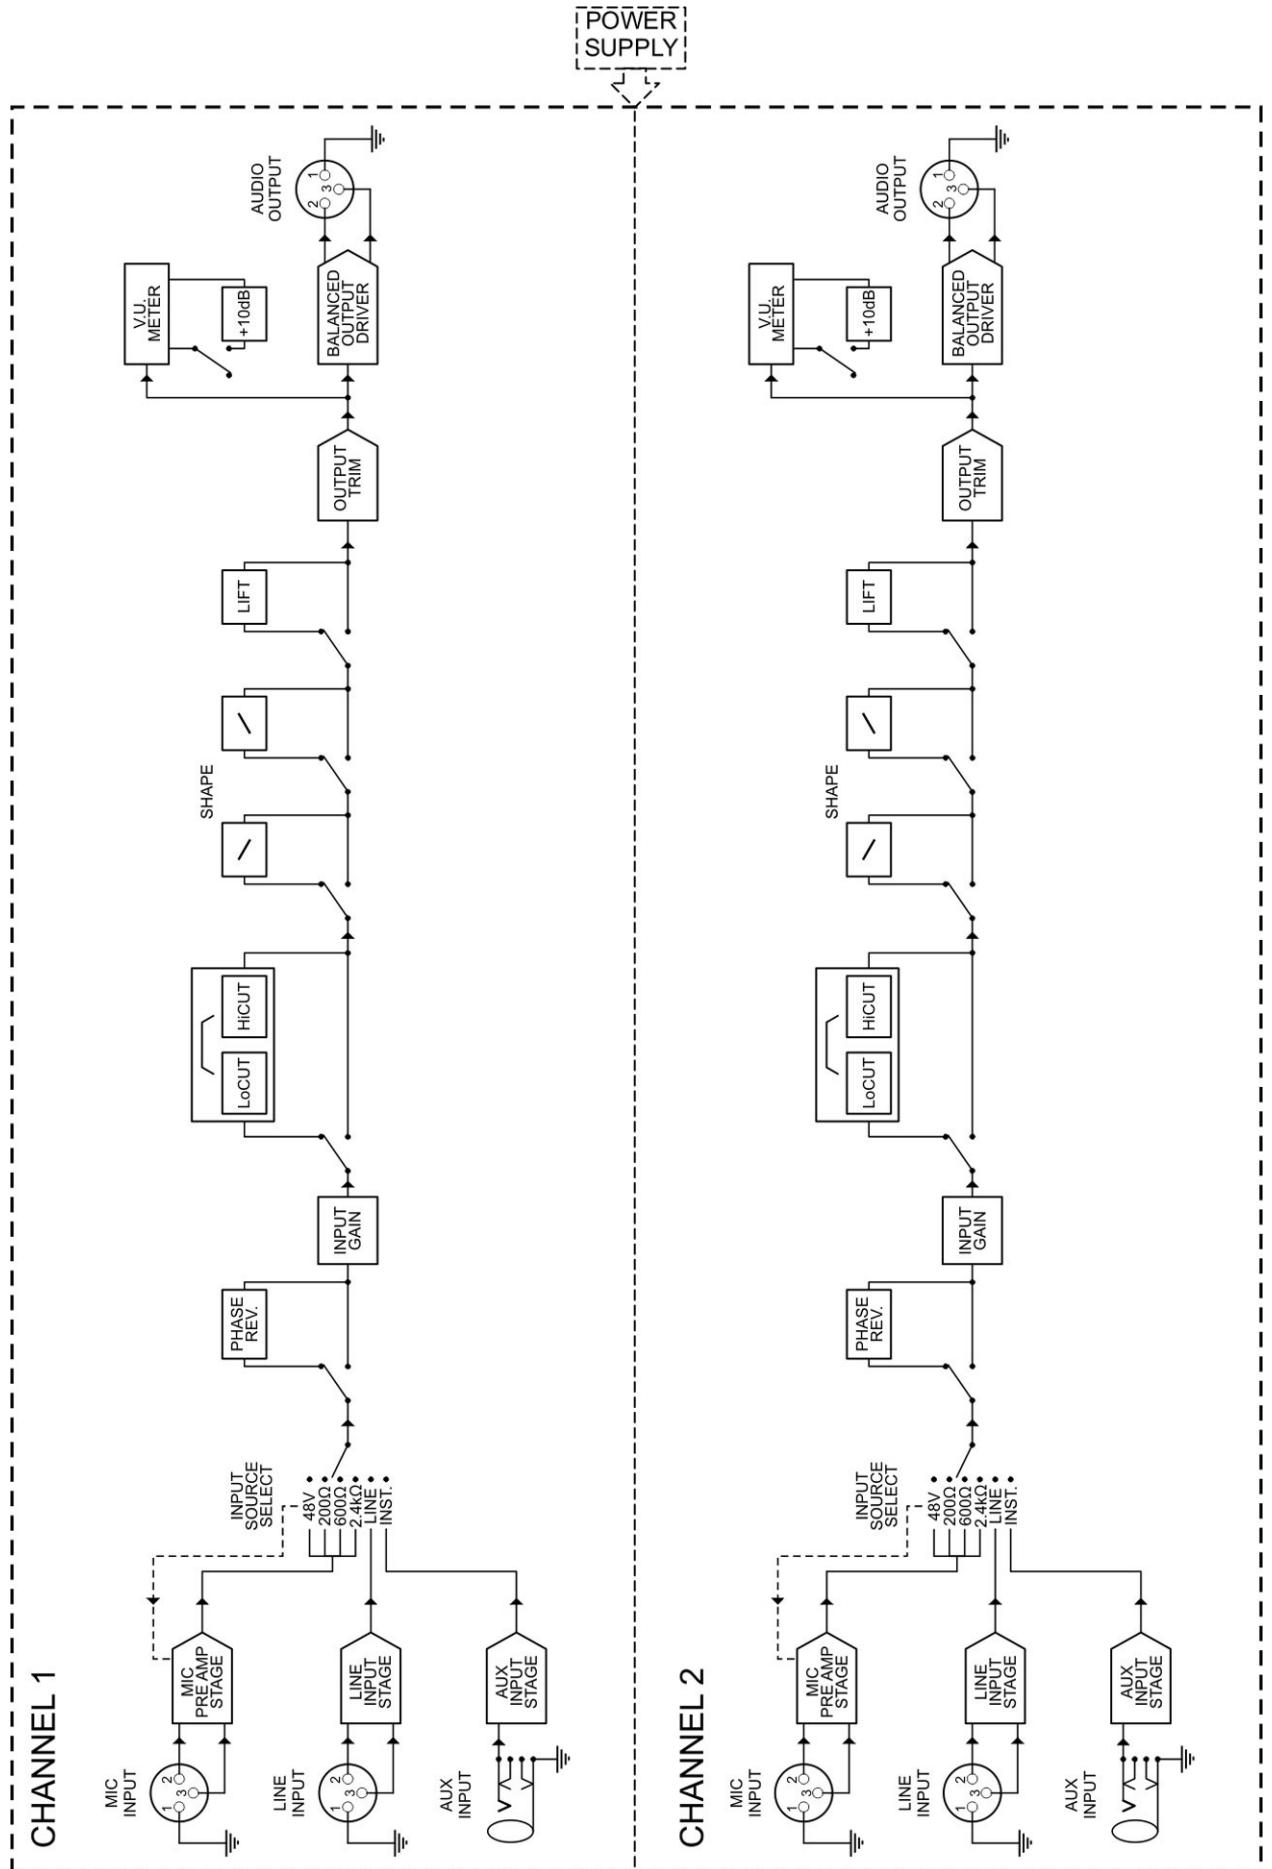 POWER
SUPPLY
CHANNEL 1
MIC
INPUT
1
2
3
MIC
PRE AMP
STAGE
LINE
INPUT
1
2
3
LINE
INPUT
STAGE
AUX
INPUT
AUX
INPUT
STAGE
INPUT
SOURCE
SELECT
48V
200Ω
600Ω
2.4kΩ
LINE
INST.
PHASE
REV.
INPUT
GAIN
LoCUT
HiCUT
SHAPE
LIFT
OUTPUT
TRIM
V.U.
METER
+10dB
BALANCED
OUTPUT
DRIVER
AUDIO
OUTPUT
2
3
1
CHANNEL 2
MIC
INPUT
1
2
3
MIC
PRE AMP
STAGE
LINE
INPUT
1
2
3
LINE
INPUT
STAGE
AUX
INPUT
AUX
INPUT
STAGE
INPUT
SOURCE
SELECT
48V
200Ω
600Ω
2.4kΩ
LINE
INST.
PHASE
REV.
INPUT
GAIN
LoCUT
HiCUT
SHAPE
LIFT
OUTPUT
TRIM
V.U.
METER
+10dB
BALANCED
OUTPUT
DRIVER
AUDIO
OUTPUT
2
3
1